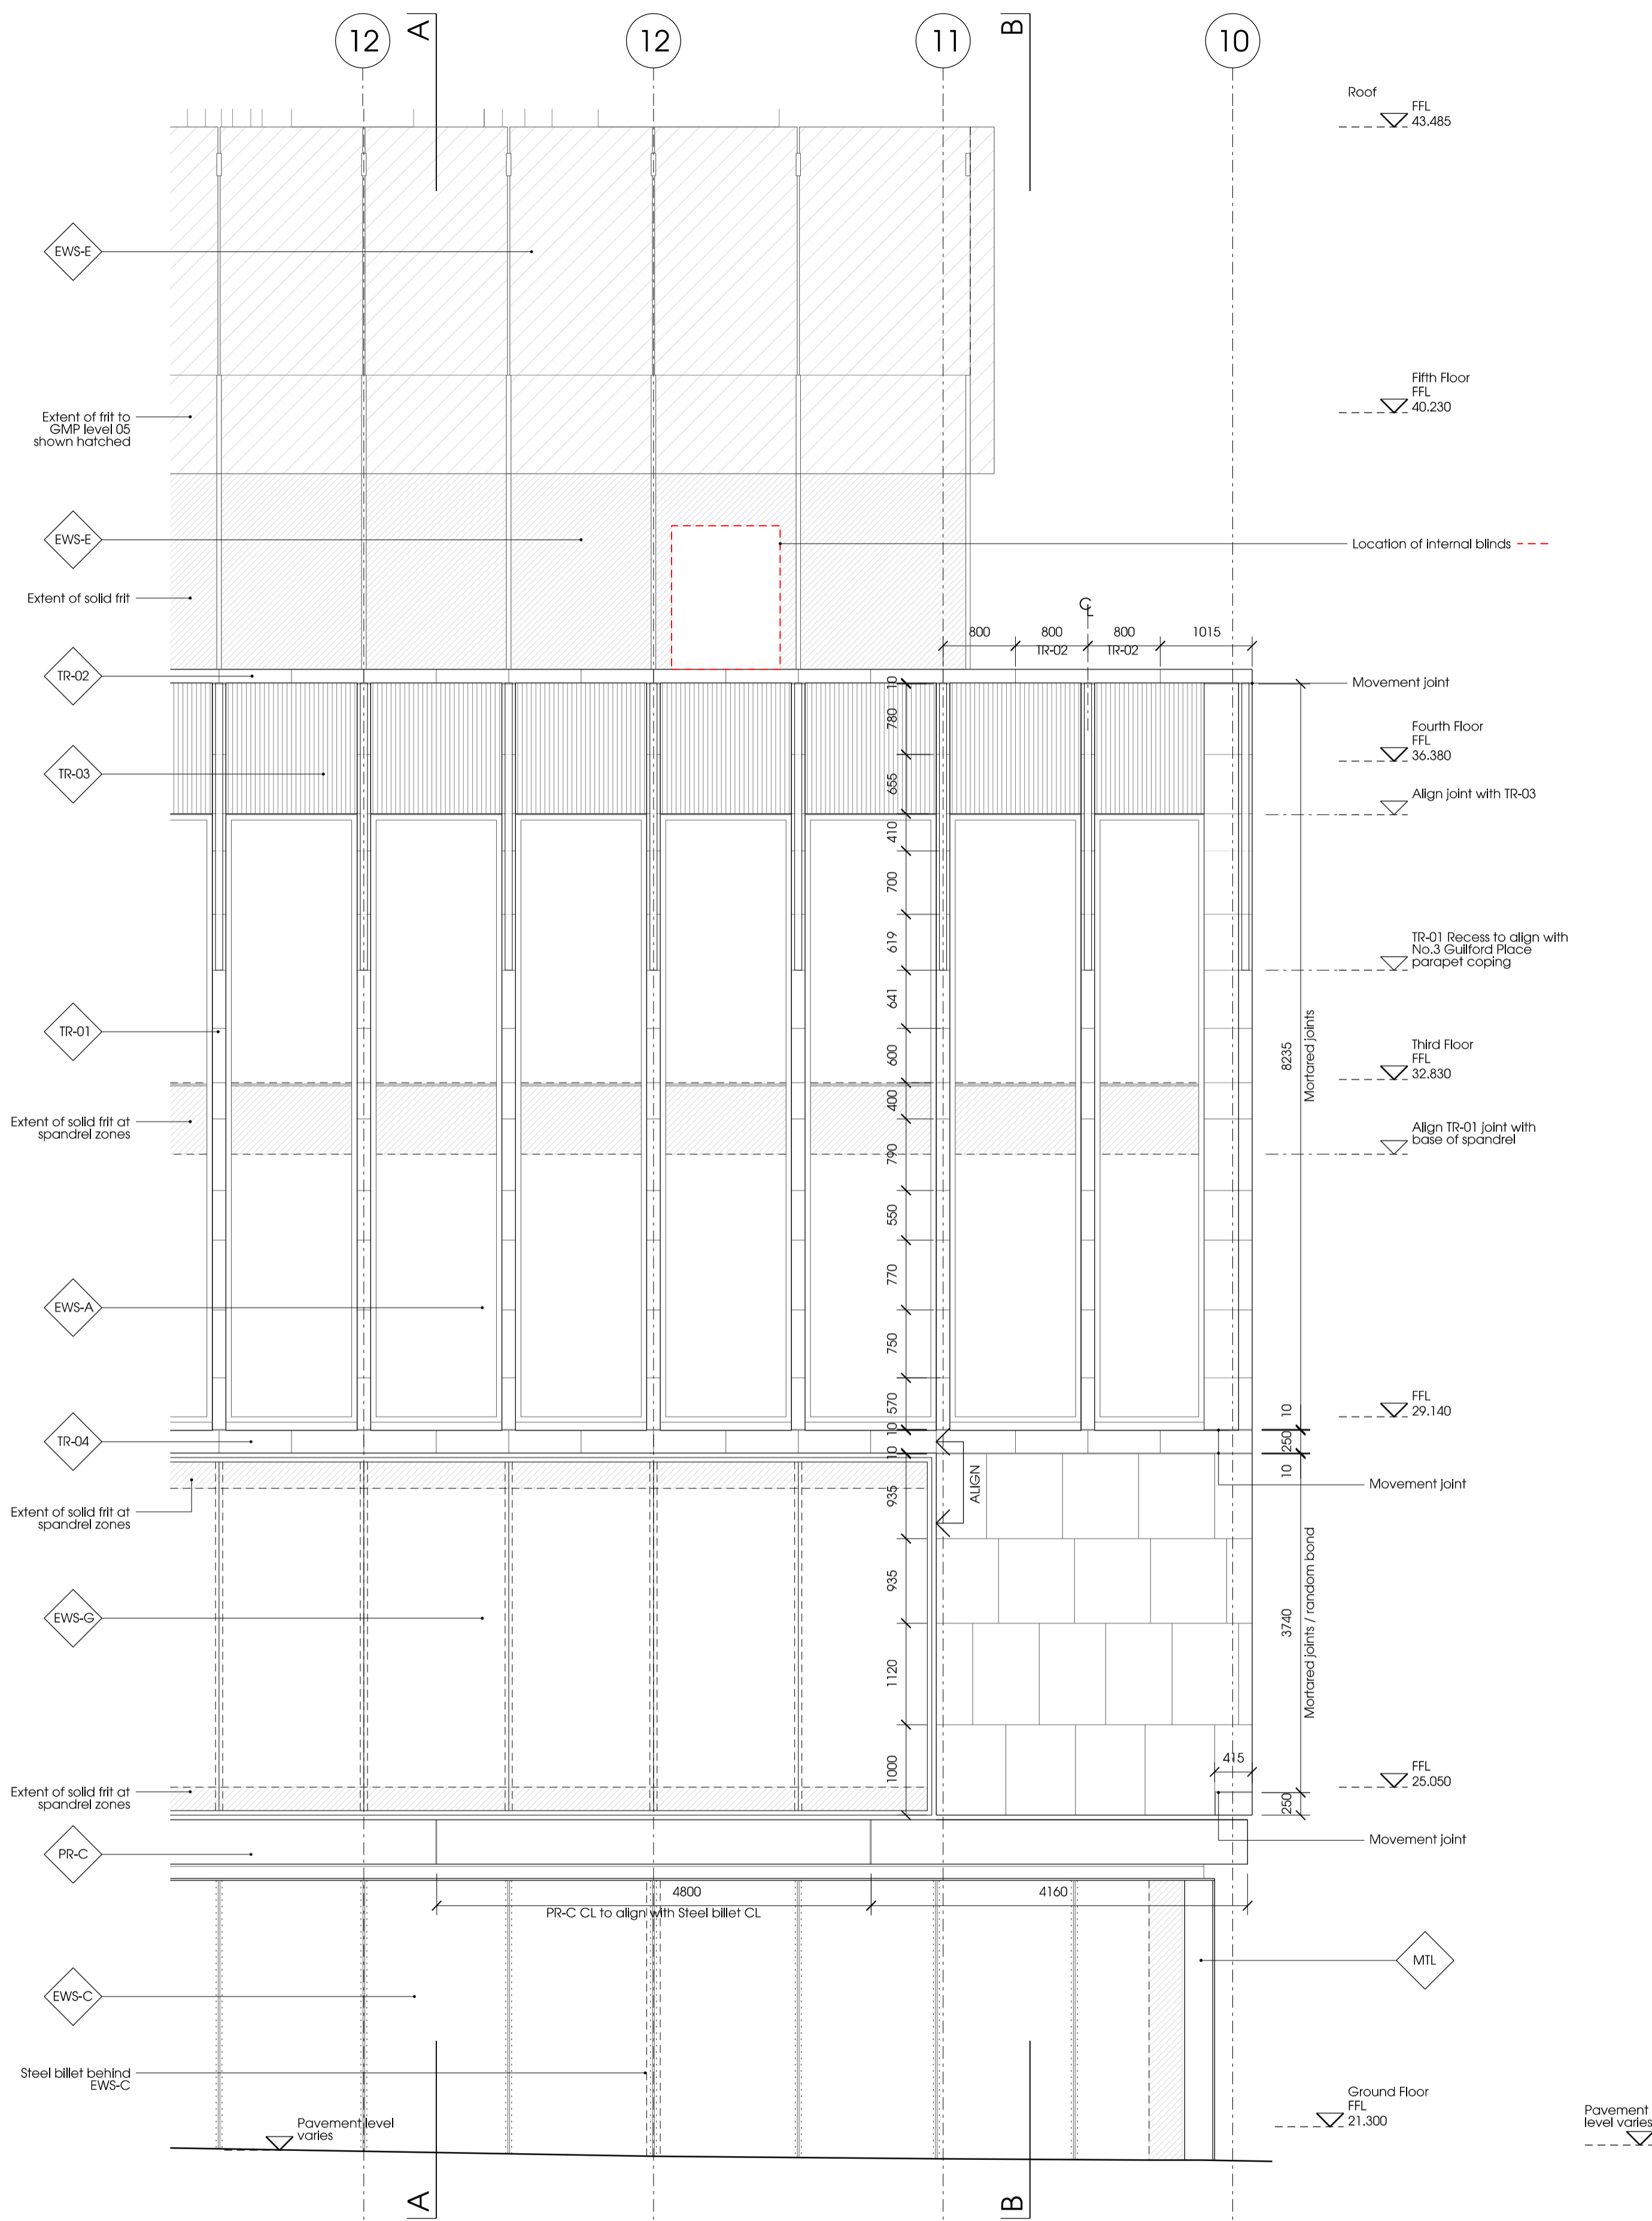 12
A
12
11
B
10
Roof
FFL
43.485
EWS-E
Fifth Floor
FFL
40.230
Extent of frit to
GMP level 05
shown hatched
EWS-E
Location of internal blinds
Extent of solid frit
CL
800
800
800
1015
TR-02
TR-02
TR-02
Movement joint
10
780
Fourth Floor
FFL
36.380
TR-03
655
Align joint with TR-03
410
700
619
TR-01 Recess to align with
No.3 Guilford Place
parapet coping
641
TR-01
600
8235
Mortared joints
Third Floor
FFL
32.830
400
Extent of solid frit at
spandrel zones
790
Align TR-01 joint with
base of spandrel
550
770
EWS-A
750
570
FFL
29.140
10
10
TR-04
250
10
10
ALIGN
Movement joint
935
Extent of solid frit at
spandrel zones
935
EWS-G
3740
Mortared joints / random bond
1120
1000
415
FFL
25.050
Extent of solid frit at
spandrel zones
250
Movement joint
PR-C
4800
4160
PR-C CL to align with Steel billet CL
MTL
EWS-C
Steel billet behind
EWS-C
Pavement level
varies
Ground Floor
FFL
21.300
Pavement
level varies
A
B